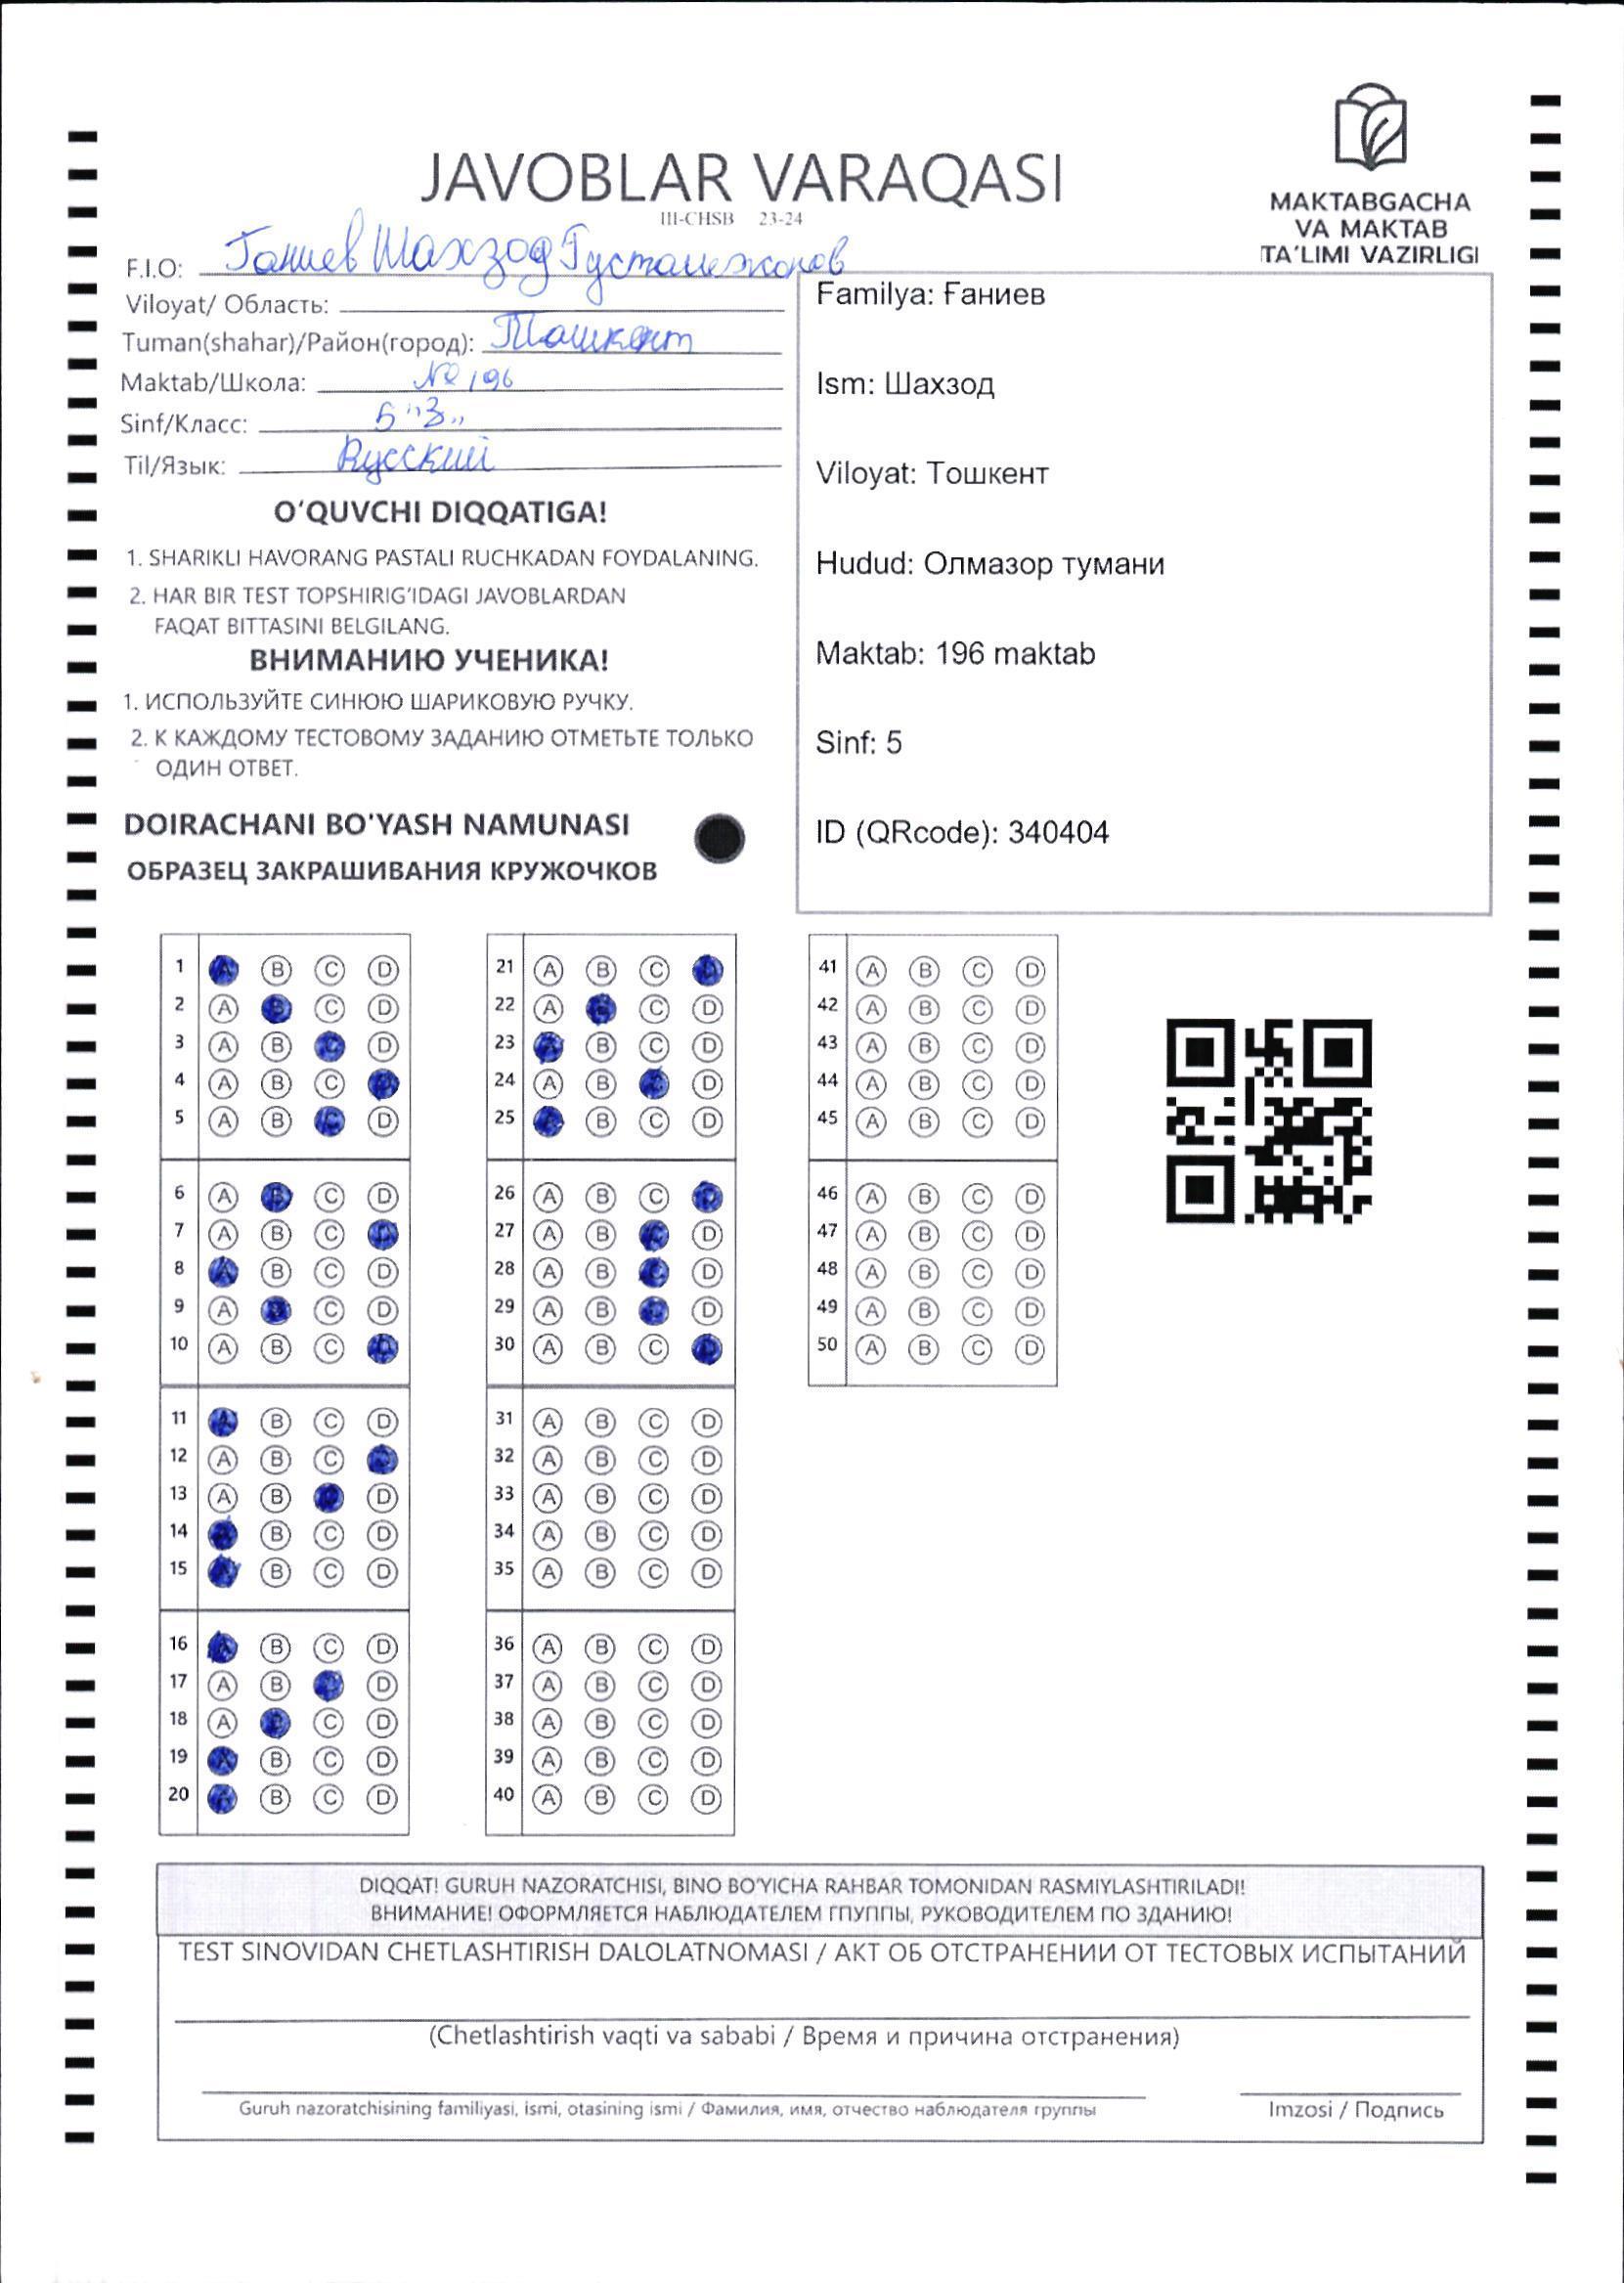 JAVOBLAR VARAQASI
III-CHSB 23-24
MAKTABGACHA
VA MAKTAB
TA'LIMI VAZIRLIGI
F.I.O: Ганиев Шахзод
Viloyat/ Область:
Tuman(shahar)/Район(город): Ташкент
Maktab/Школа: № 196
Sinf/Класс: 5 "З"
Til/Язык: Русский
Familya: Ғаниев
Ism: Шахзод
Viloyat: Тошкент
Hudud: Олмазор тумани
Maktab: 196 maktab
Sinf: 5
ID (QRcode): 340404
O'QUVCHI DIQQATIGA!
1. SHARIKLI HAVORANG PASTALI RUCHKADAN FOYDALANING.
2. HAR BIR TEST TOPSHIRIG'IDAGI JAVOBLARDAN
FAQAT BITTASINI BELGILANG.
ВНИМАНИЮ УЧЕНИКА!
1. ИСПОЛЬЗУЙТЕ СИНЮЮ ШАРИКОВУЮ РУЧКУ.
2. К КАЖДОМУ ТЕСТОВОМУ ЗАДАНИЮ ОТМЕТЬТЕ ТОЛЬКО
ОДИН ОТВЕТ.
DOIRACHANI BO'YASH NAMUNASI
ОБРАЗЕЦ ЗАКРАШИВАНИЯ КРУЖОЧКОВ
1 A B C D
2 A B C D
3 A B C D
4 A B C D
5 A B C D
6 A B C D
7 A B C D
8 A B C D
9 A B C D
10 A B C D
11 A B C D
12 A B C D
13 A B C D
14 A B C D
15 A B C D
16 A B C D
17 A B C D
18 A B C D
19 A B C D
20 A B C D
21 A B C D
22 A B C D
23 A B C D
24 A B C D
25 A B C D
26 A B C D
27 A B C D
28 A B C D
29 A B C D
30 A B C D
31 A B C D
32 A B C D
33 A B C D
34 A B C D
35 A B C D
36 A B C D
37 A B C D
38 A B C D
39 A B C D
40 A B C D
41 A B C D
42 A B C D
43 A B C D
44 A B C D
45 A B C D
46 A B C D
47 A B C D
48 A B C D
49 A B C D
50 A B C D
DIQQAT! GURUH NAZORATCHISI, BINO BO'YICHA RAHBAR TOMONIDAN RASMIYLASHTIRILADI!
ВНИМАНИЕ! ОФОРМЛЯЕТСЯ НАБЛЮДАТЕЛЕМ ГПУППЫ, РУКОВОДИТЕЛЕМ ПО ЗДАНИЮ!
TEST SINOVIDAN CHETLASHTIRISH DALOLATNOMASI / АКТ ОБ ОТСТРАНЕНИИ ОТ ТЕСТОВЫХ ИСПЫТАНИЙ
(Chetlashtirish vaqti va sababi / Время и причина отстранения)
Guruh nazoratchisining familiyasi, ismi, otasining ismi / Фамилия, имя, отчество наблюдателя группы
Imzosi / Подпись